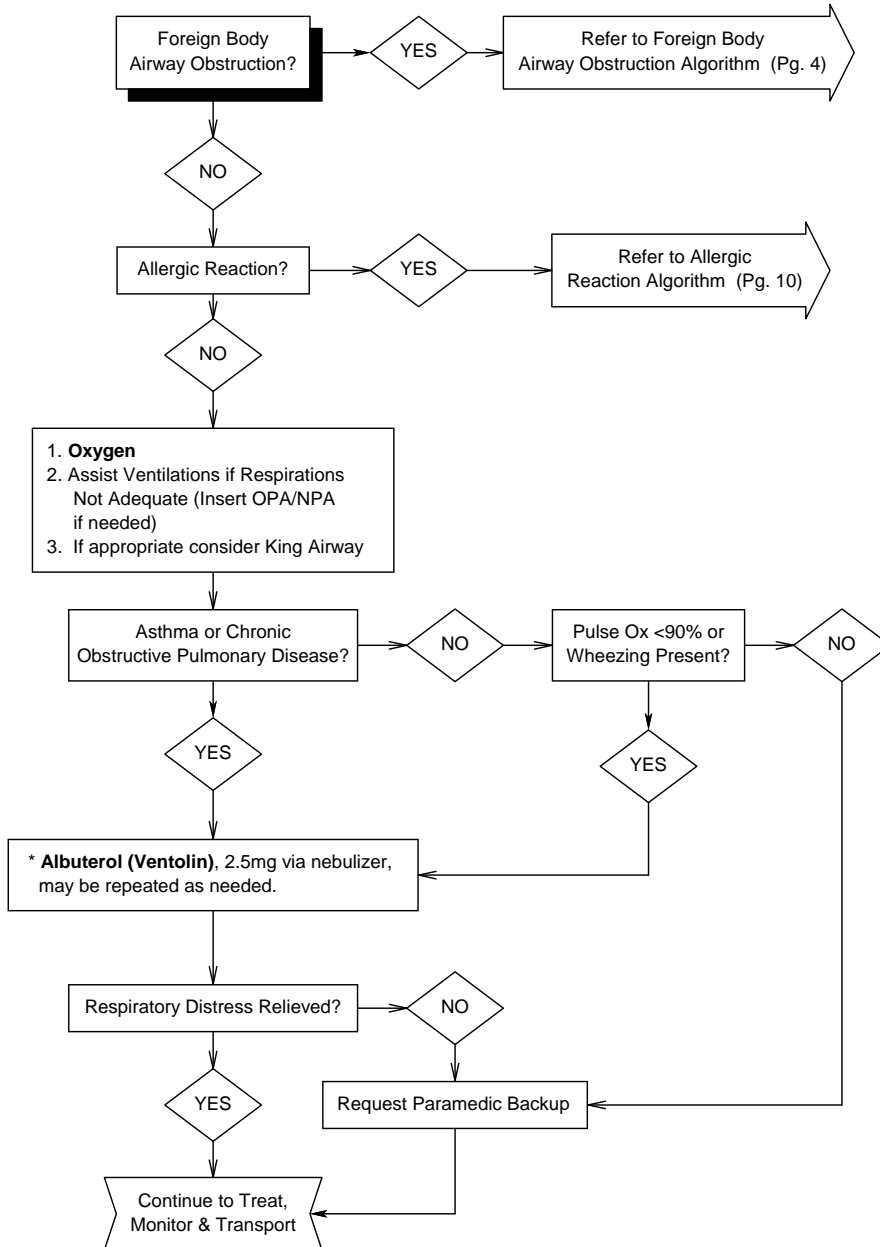 Foreign Body
Airway Obstruction?
YES
Refer to Foreign Body
Airway Obstruction Algorithm (Pg. 4)
NO
Allergic Reaction?
YES
Refer to Allergic
Reaction Algorithm (Pg. 10)
NO
1. Oxygen
2. Assist Ventilations if Respirations
Not Adequate (Insert OPA/NPA
if needed)
3. If appropriate consider King Airway
Asthma or Chronic
Obstructive Pulmonary Disease?
NO
Pulse Ox <90% or
Wheezing Present?
NO
YES
YES
* Albuterol (Ventolin), 2.5mg via nebulizer,
may be repeated as needed.
Respiratory Distress Relieved?
NO
YES
Request Paramedic Backup
Continue to Treat,
Monitor & Transport